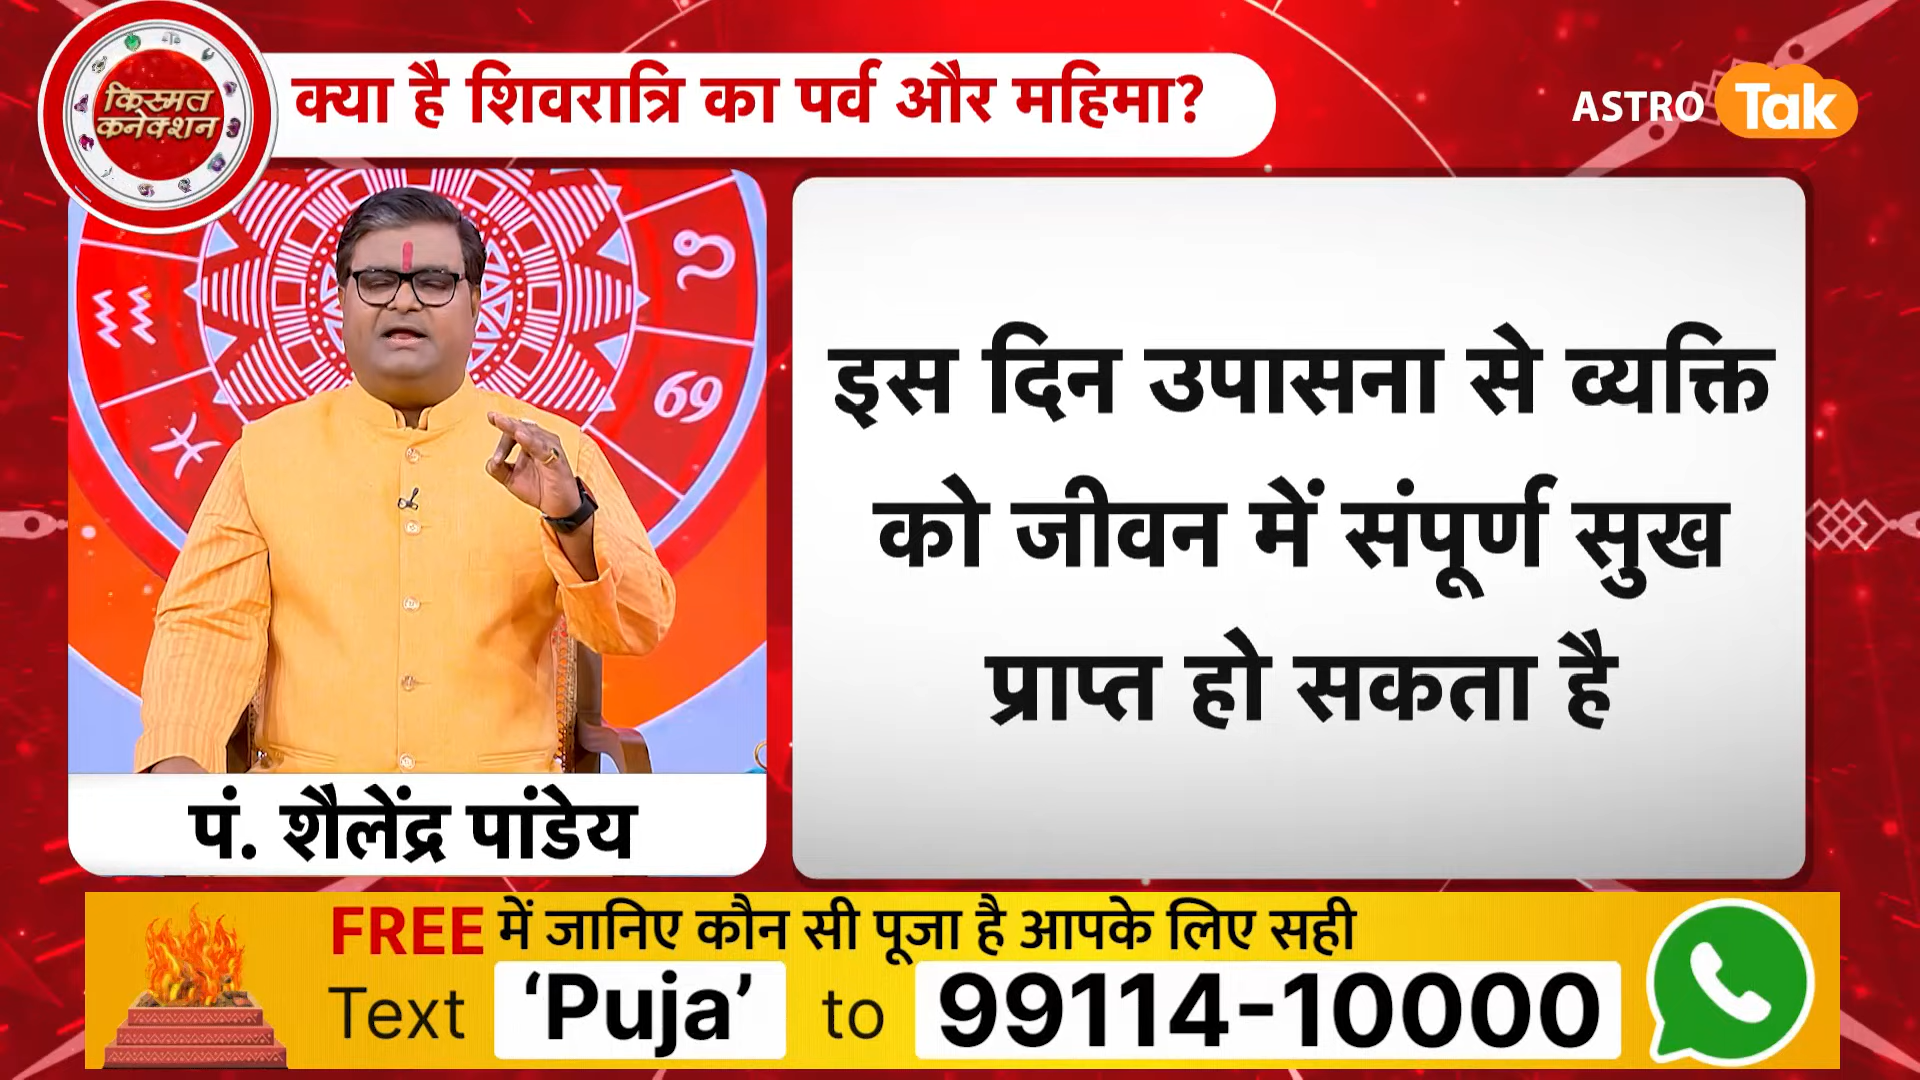 किस्मत
कनेक्शन
क्या है शिवरात्रि का पर्व और महिमा?
ASTRO Tak
इस दिन उपासना से व्यक्ति
को जीवन में संपूर्ण सुख
प्राप्त हो सकता है
पं. शैलेंद्र पांडेय
FREE में जानिए कौन सी पूजा है आपके लिए सही
Text ‘Puja’ to 99114-10000